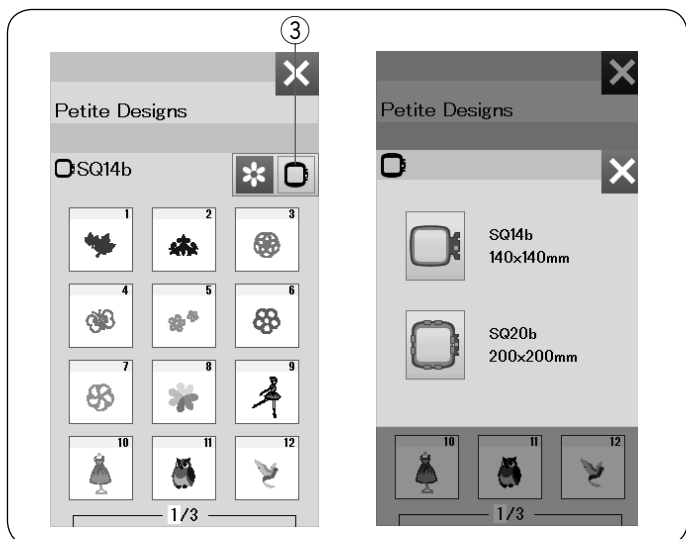 ③
Petite Designs
SQ14b
1 2 3
4 5 6
7 8 9
10 11 12
1/3
Petite Designs
SQ14b
140x140mm
SQ20b
200x200mm
10 11 12
1/3